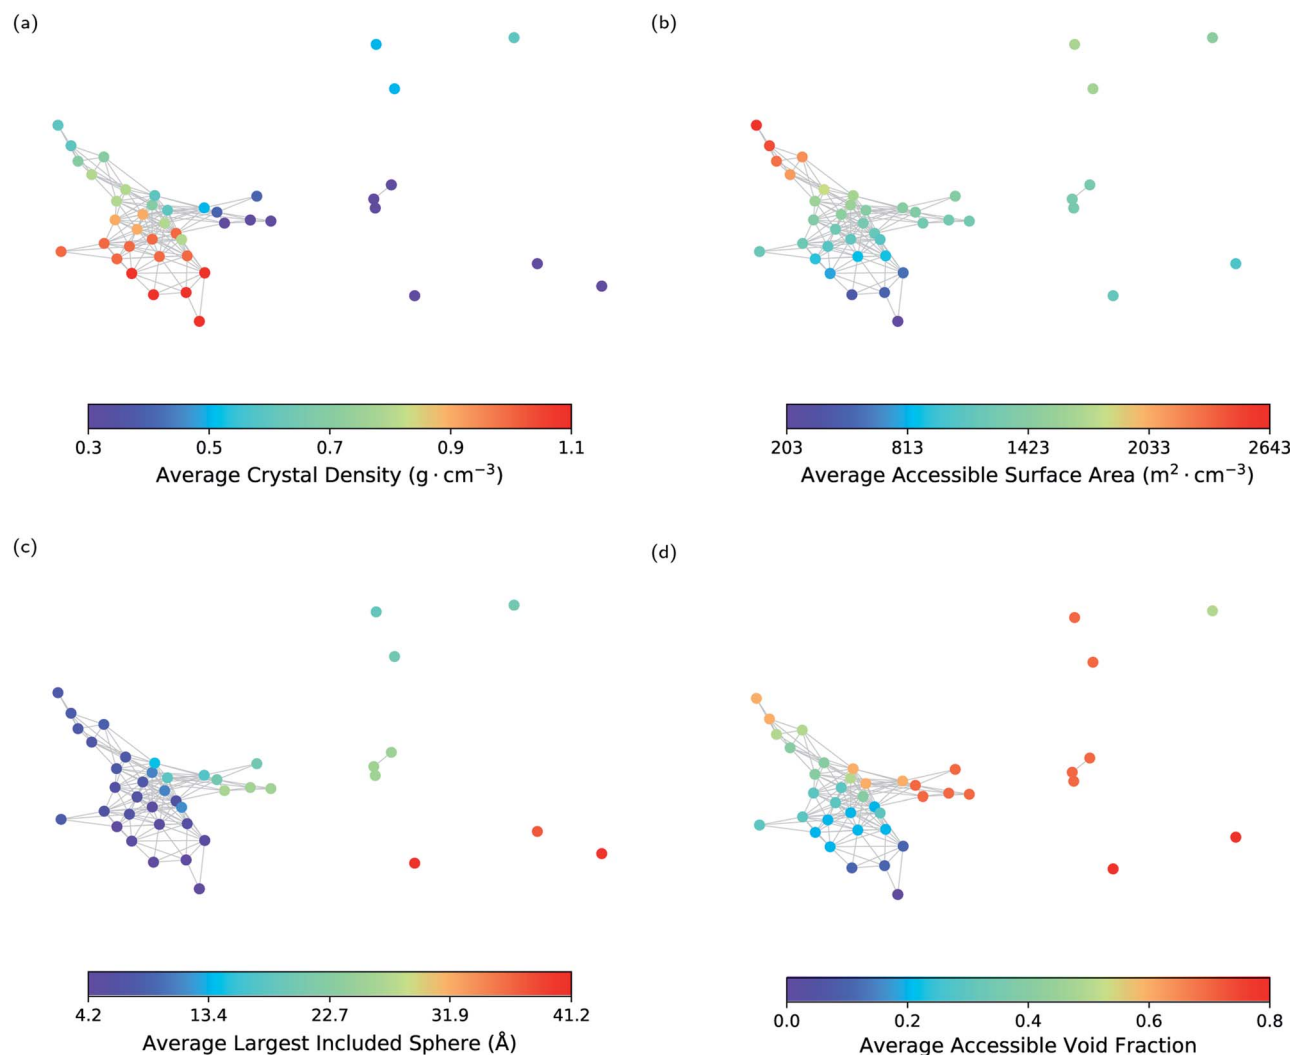 (a)
(b)
0.3 0.5 0.7 0.9 1.1
Average Crystal Density (g · cm⁻³)
203 813 1423 2033 2643
Average Accessible Surface Area (m² · cm⁻³)
(c)
(d)
4.2 13.4 22.7 31.9 41.2
Average Largest Included Sphere (Å)
0.0 0.2 0.4 0.6 0.8
Average Accessible Void Fraction